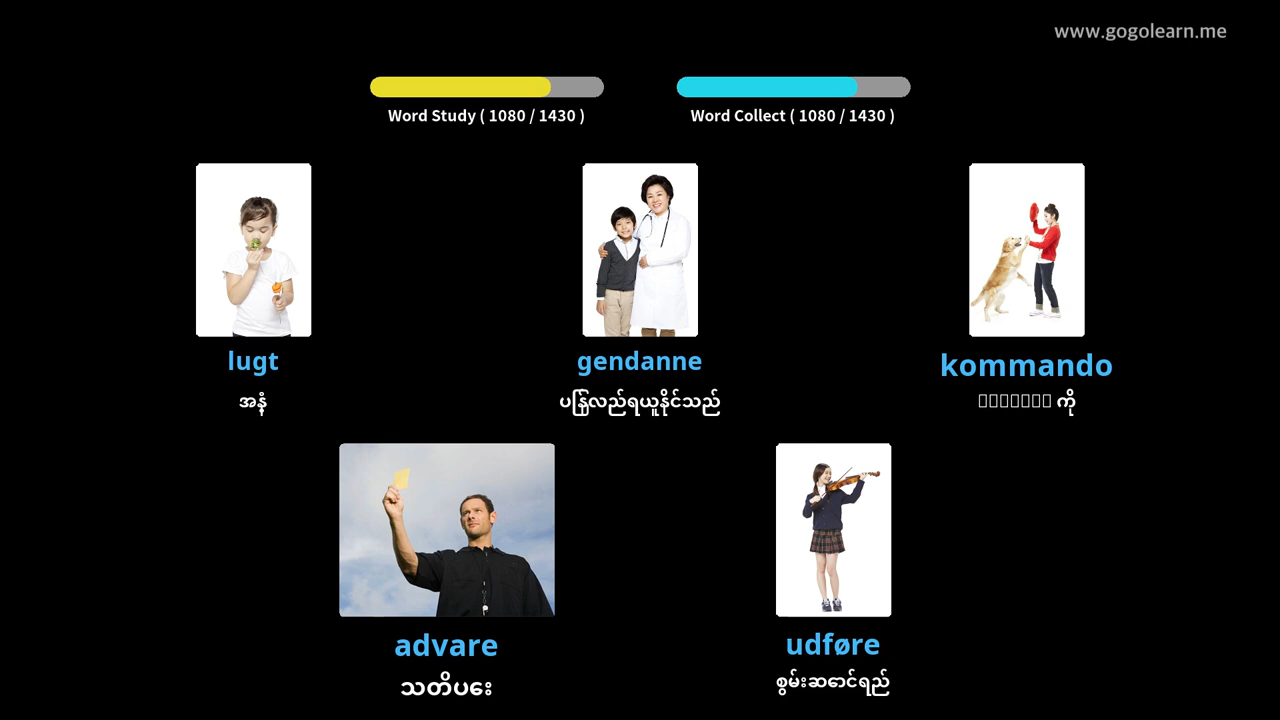 www.gogolearn.me
Word Study ( 1080 / 1430 )
Word Collect ( 1080 / 1430 )
lugt
gendanne
kommando
အနံ့
ပြန်လည်ရယူနိုင်သည်
ကို
advare
udføre
သတိပေး
စွမ်းဆောင်ရည်